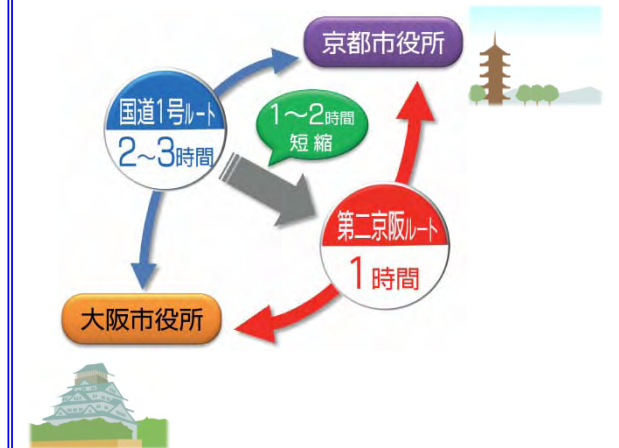 京都市役所
国道1号ルート
2～3時間
1～2時間
短縮
第二京阪ルート
1時間
大阪市役所